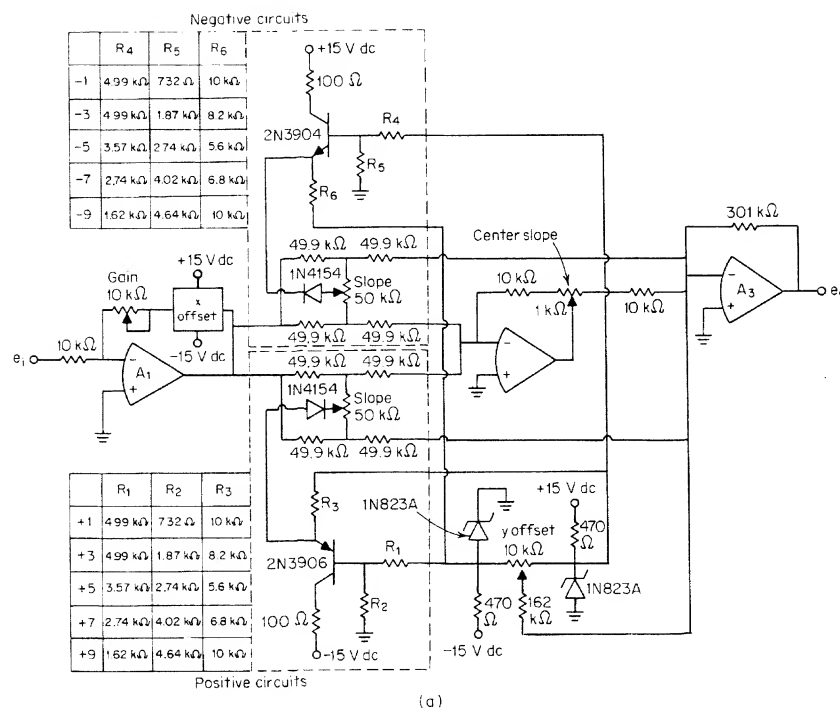 Negative circuits
R4 R5 R6
-1 4.99 kΩ 732 Ω 10 kΩ
-3 4.99 kΩ 1.87 kΩ 8.2 kΩ
-5 3.57 kΩ 2.74 kΩ 5.6 kΩ
-7 2.74 kΩ 4.02 kΩ 6.8 kΩ
-9 1.62 kΩ 4.64 kΩ 10 kΩ
+15 V dc
100 Ω
2N3904
R4
R5
R6
301 kΩ
49.9 kΩ 49.9 kΩ
Center slope
+15 V dc
1N4154
Slope
50 kΩ
Gain
10 kΩ
x
offset
10 kΩ
1 kΩ
10 kΩ
−
+
A3
e
-15 V dc
49.9 kΩ 49.9 kΩ
e1
10 kΩ
−
+
A1
−
+
49.9 kΩ 49.9 kΩ
1N4154
Slope
50 kΩ
49.9 kΩ 49.9 kΩ
R1 R2 R3
+1 4.99 kΩ 732 Ω 10 kΩ
+3 4.99 kΩ 1.87 kΩ 8.2 kΩ
+5 3.57 kΩ 2.74 kΩ 5.6 kΩ
+7 2.74 kΩ 4.02 kΩ 6.8 kΩ
+9 1.62 kΩ 4.64 kΩ 10 kΩ
R3
1N823A
+15 V dc
y offset
10 kΩ
470
Ω
2N3906
R1
1N823A
R2
100 Ω
470
Ω
162
kΩ
-15 V dc
-15 V dc
Positive circuits
(a)